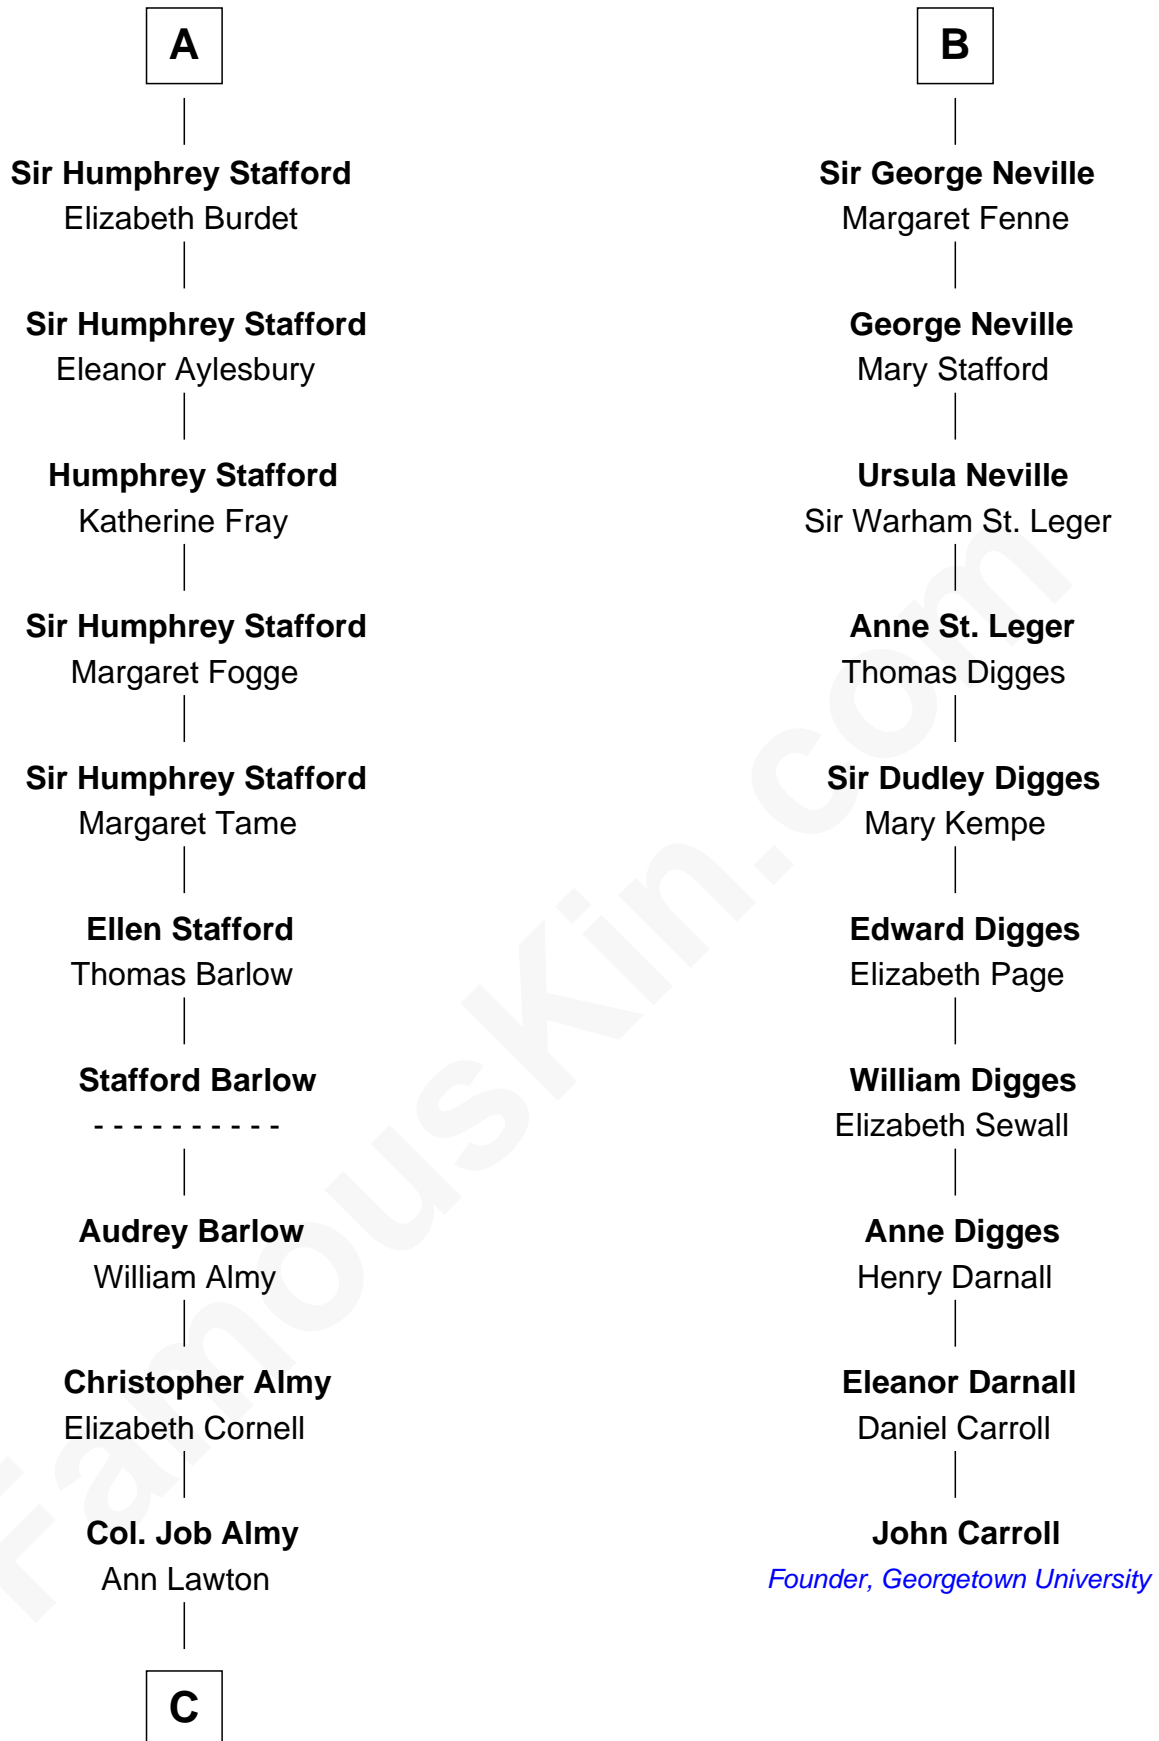 A
Sir Humphrey Stafford
Elizabeth Burdet
Sir Humphrey Stafford
Eleanor Aylesbury
Humphrey Stafford
Katherine Fray
Sir Humphrey Stafford
Margaret Fogge
Sir Humphrey Stafford
Margaret Tame
Ellen Stafford
Thomas Barlow
Stafford Barlow
- - - - - - - - - -
Audrey Barlow
William Almy
Christopher Almy
Elizabeth Cornell
Col. Job Almy
Ann Lawton
C
B
Sir George Neville
Margaret Fenne
George Neville
Mary Stafford
Ursula Neville
Sir Warham St. Leger
Anne St. Leger
Thomas Digges
Sir Dudley Digges
Mary Kempe
Edward Digges
Elizabeth Page
William Digges
Elizabeth Sewall
Anne Digges
Henry Darnall
Eleanor Darnall
Daniel Carroll
John Carroll
Founder, Georgetown University
FamousKin.com